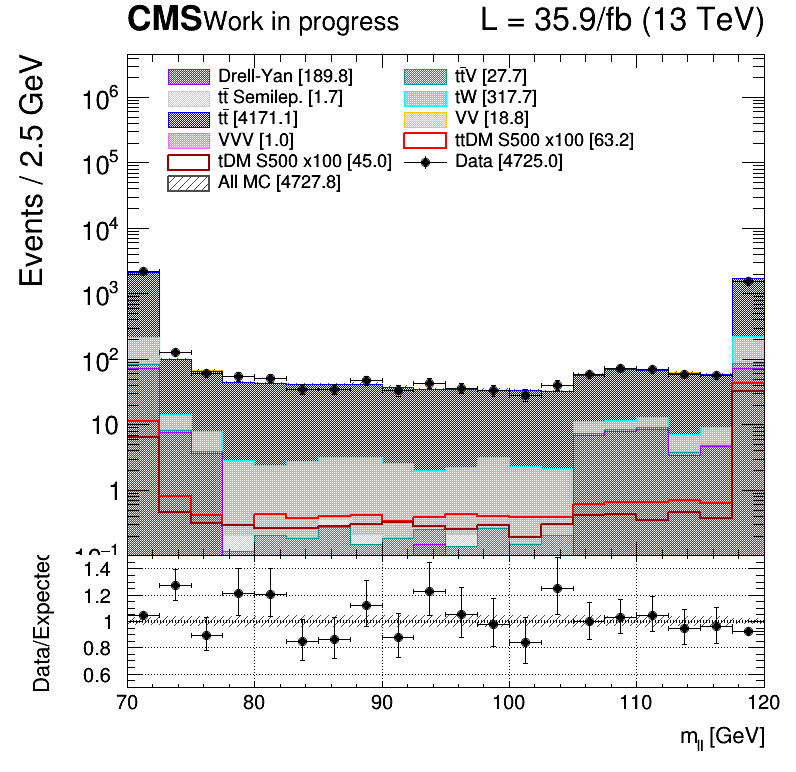 CMS Work in progress L = 35.9/fb (13 TeV)
Events / 2.5 GeV
Drell-Yan [189.8] tt̄V [27.7]
tt̄ Semilep. [1.7] tW [317.7]
tt̄ [4171.1] VV [18.8]
VVV [1.0] ttDM S500 x100 [63.2]
tDM S500 x100 [45.0] Data [4725.0]
All MC [4727.8]
10⁶
10⁵
10⁴
10³
10²
10
1
10⁻¹
Data/Expected
1.4
1.2
1
0.8
0.6
70 80 90 100 110 120
m_ll [GeV]